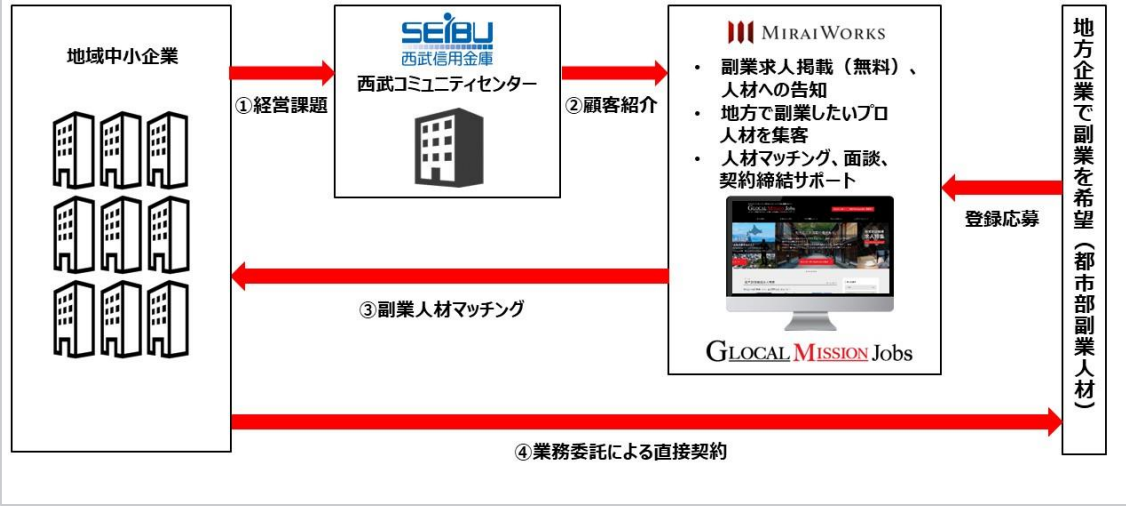 地域中小企業
①経営課題
SEIBU
西武信用金庫
西武コミュニティセンター
②顧客紹介
MIRAIWORKS
・ 副業求人掲載（無料）、
人材への告知
・ 地方で副業したいプロ
人材を集客
・ 人材マッチング、面談、
契約締結サポート
GLOCAL MISSION Jobs
GLOCAL MISSION Jobs
登録応募
地方企業で副業を希望（都市部副業人材）
③副業人材マッチング
④業務委託による直接契約